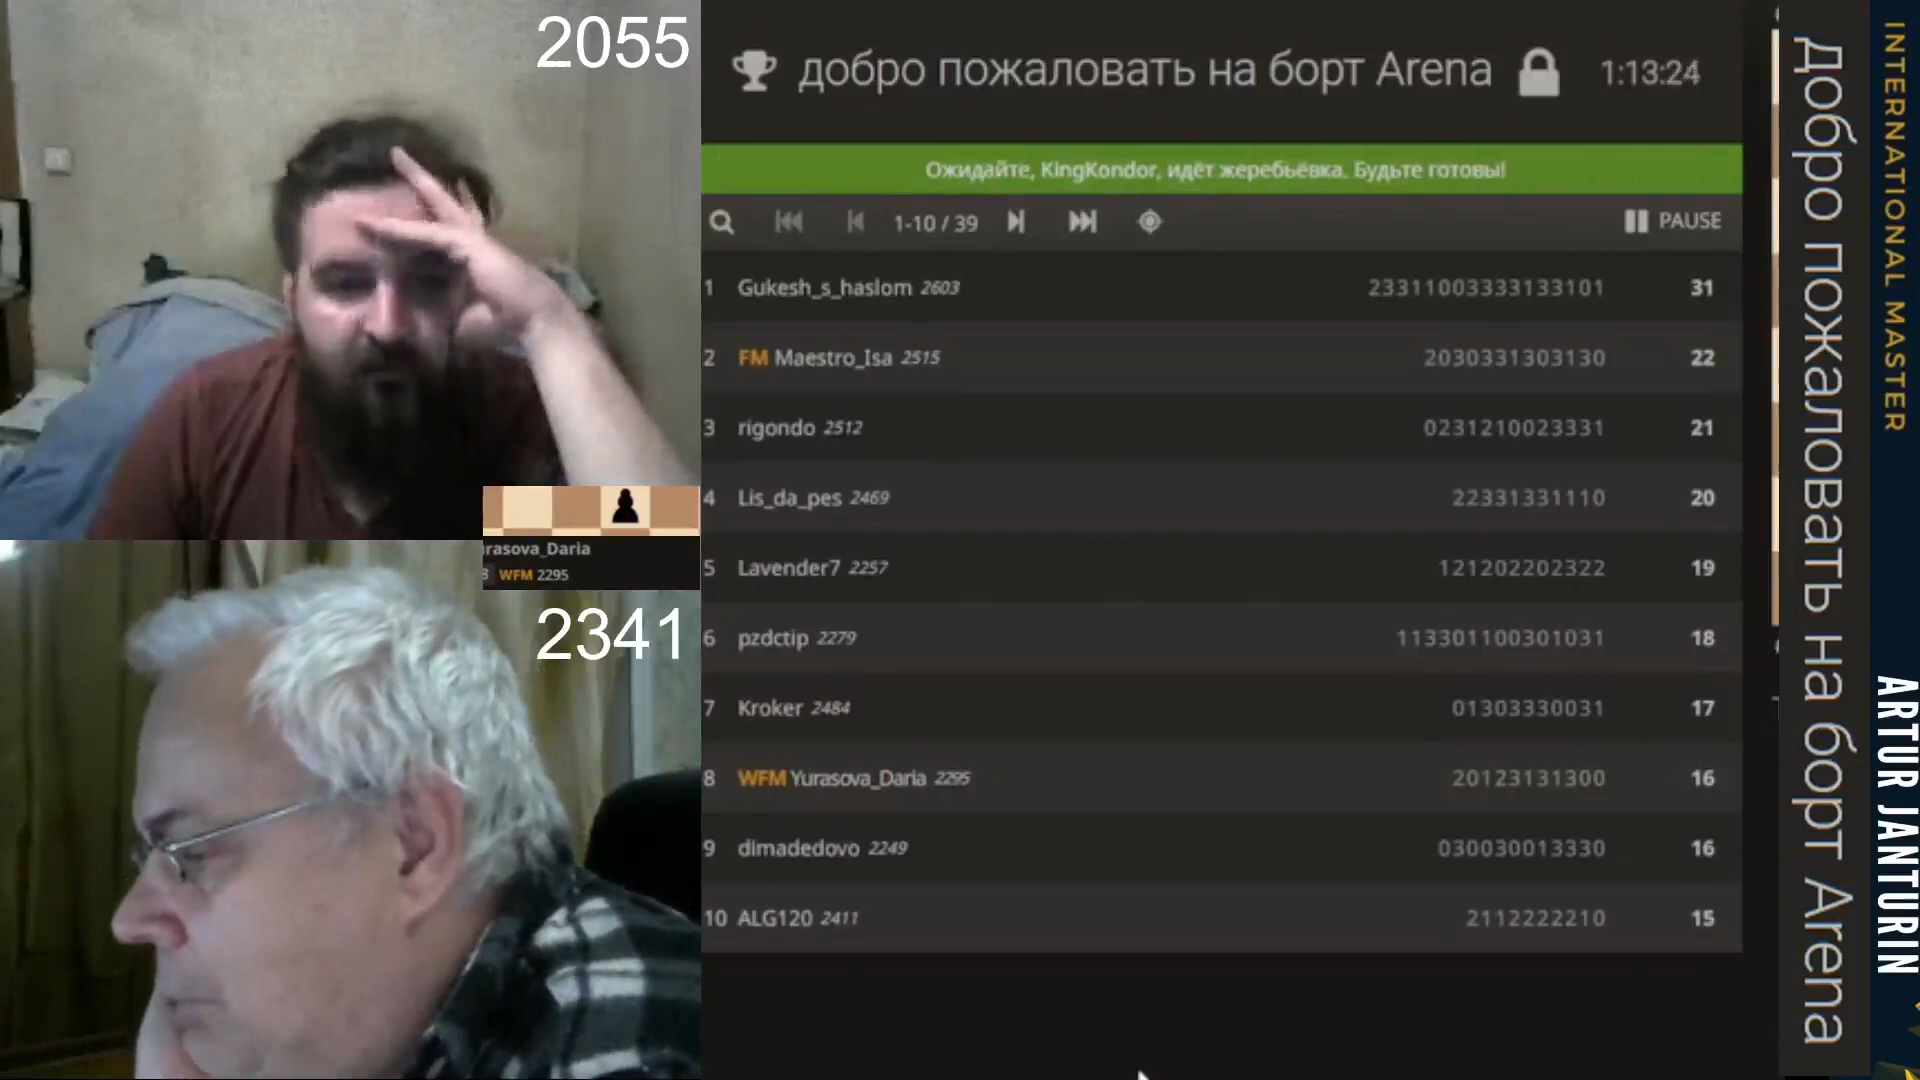 2055
rasova_Daria
WFM 2295
2341
добро пожаловать на борт Arena 1:13:24
Ожидайте, KingKondor, идёт жеребьёвка. Будьте готовы!
1-10 / 39 PAUSE
1 Gukesh_s_haslom 2603 23311003333133101 31
2 FM Maestro_Isa 2515 2030331303130 22
3 rigondo 2512 0231210023331 21
4 Lis_da_pes 2469 22331331110 20
5 Lavender7 2257 121202202322 19
6 pzdctip 2279 113301100301031 18
7 Kroker 2484 01303330031 17
8 WFM Yurasova_Daria 2295 20123131300 16
9 dimadedovo 2249 030030013330 16
10 ALG120 2411 2112222210 15
добро пожаловать на борт Arena
INTERNATIONAL MASTER
ARTUR JANTURIN